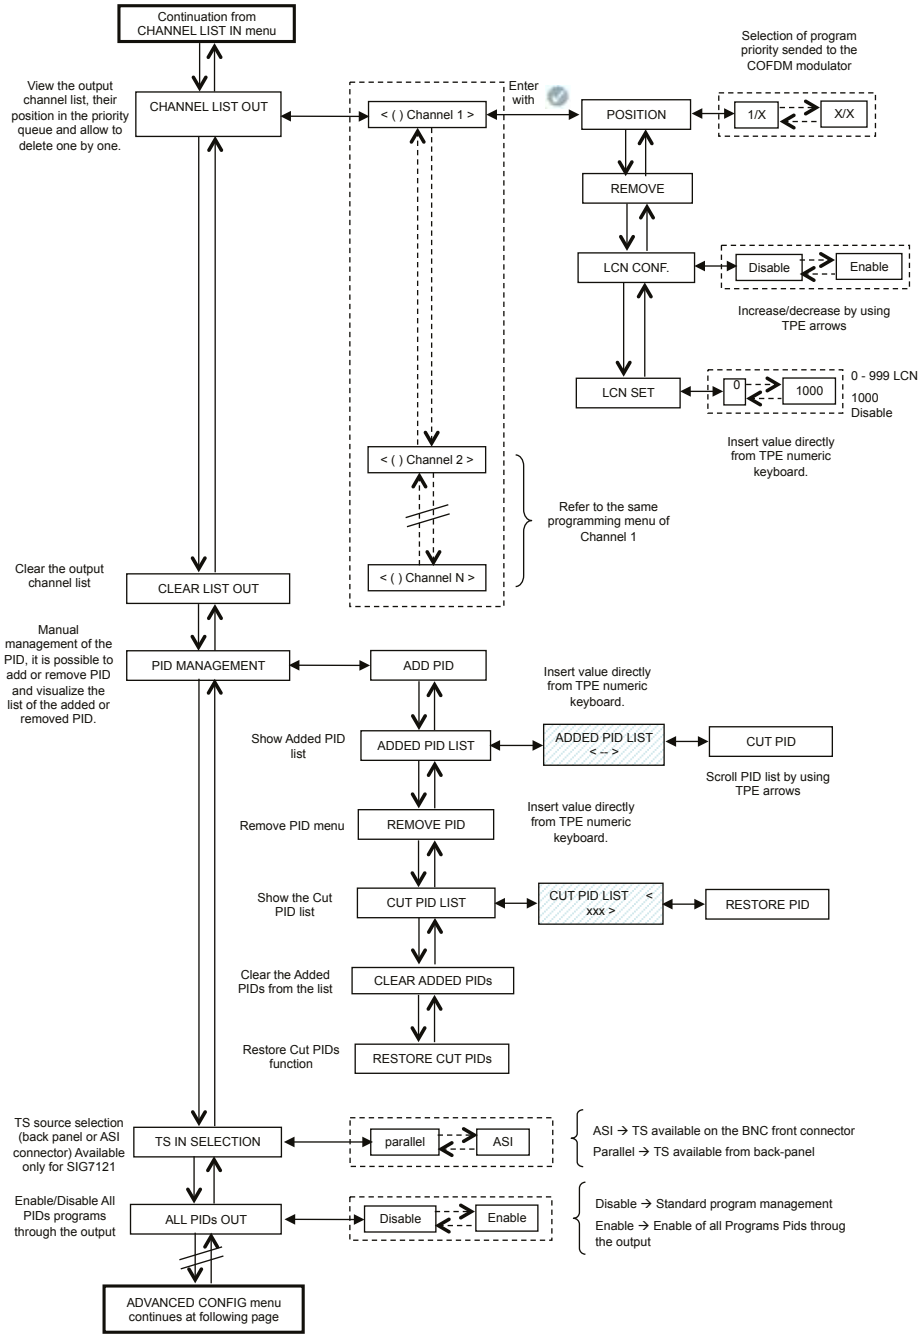 Continuation from
CHANNEL LIST IN menu
Selection of program
priority sended to the
COFDM modulator
View the output
channel list, their
position in the priority
queue and allow to
delete one by one.
CHANNEL LIST OUT
< ( ) Channel 1 >
Enter
with
POSITION
1/X
X/X
REMOVE
LCN CONF.
Disable
Enable
Increase/decrease by using
TPE arrows
LCN SET
0
1000
0 - 999 LCN
1000
Disable
Insert value directly
from TPE numeric
keyboard.
< ( ) Channel 2 >
Refer to the same
programming menu of
Channel 1
< ( ) Channel N >
Clear the output
channel list
CLEAR LIST OUT
Manual
management of the
PID, it is possible to
add or remove PID
and visualize the
list of the added or
removed PID.
PID MANAGEMENT
ADD PID
Insert value directly
from TPE numeric
keyboard.
Show Added PID
list
ADDED PID LIST
ADDED PID LIST
< -- >
CUT PID
Scroll PID list by using
TPE arrows
Remove PID menu
REMOVE PID
Insert value directly
from TPE numeric
keyboard.
Show the Cut
PID list
CUT PID LIST
CUT PID LIST <
xxx >
RESTORE PID
Clear the Added
PIDs from the list
CLEAR ADDED PIDs
Restore Cut PIDs
function
RESTORE CUT PIDs
TS source selection
(back panel or ASI
connector) Available
only for SIG7121
TS IN SELECTION
parallel
ASI
ASI → TS available on the BNC front connector
Parallel → TS available from back-panel
Enable/Disable All
PIDs programs
through the output
ALL PIDs OUT
Disable
Enable
Disable → Standard program management
Enable → Enable of all Programs Pids throug
the output
ADVANCED CONFIG menu
continues at following page